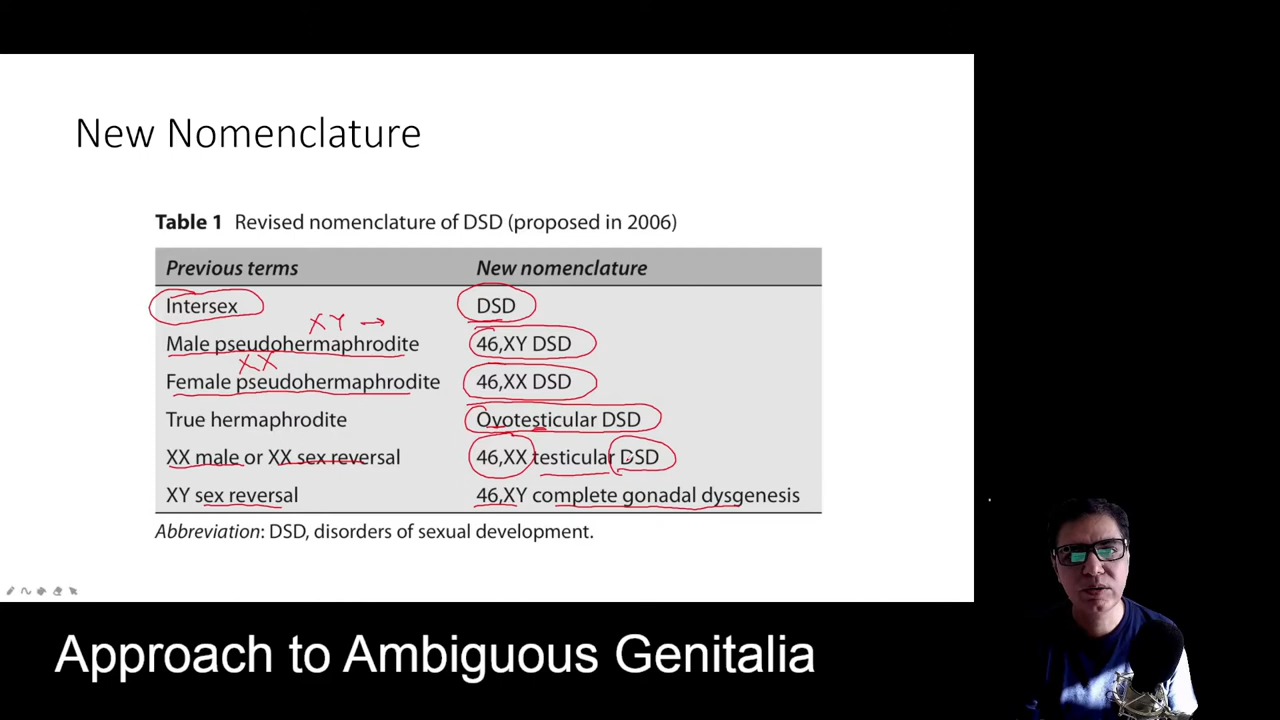 New Nomenclature
Table 1 Revised nomenclature of DSD (proposed in 2006)
Previous terms New nomenclature
Intersex DSD
XY →
Male pseudohermaphrodite 46,XY DSD
XX
Female pseudohermaphrodite 46,XX DSD
True hermaphrodite Ovotesticular DSD
XX male or XX sex reversal 46,XX testicular DSD
XY sex reversal 46,XY complete gonadal dysgenesis
Abbreviation: DSD, disorders of sexual development.
Approach to Ambiguous Genitalia